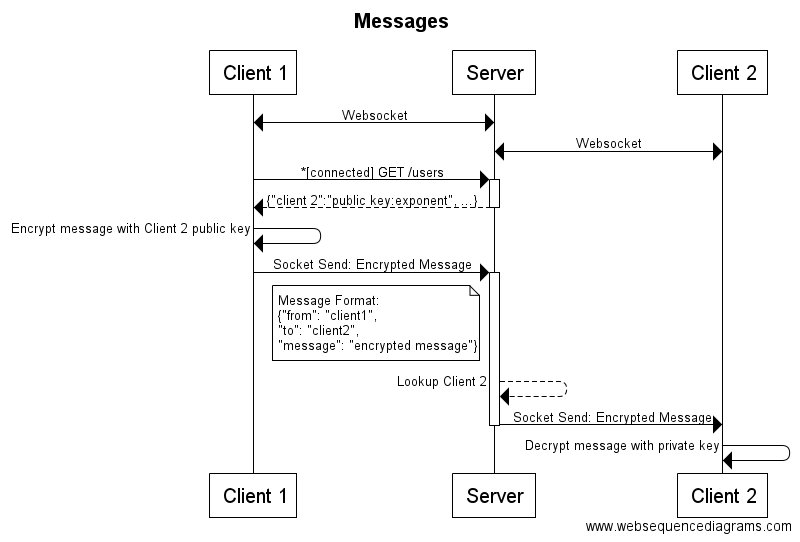 Messages
Client 1
Server
Client 2
Websocket
Websocket
*[connected] GET /users
{"client 2":"public key:exponent", ...}
Encrypt message with Client 2 public key
Socket Send: Encrypted Message
Message Format:
{"from": "client1",
"to": "client2",
"message": "encrypted message"}
Lookup Client 2
Socket Send: Encrypted Message
Decrypt message with private key
Client 1
Server
Client 2
www.websequencediagrams.com